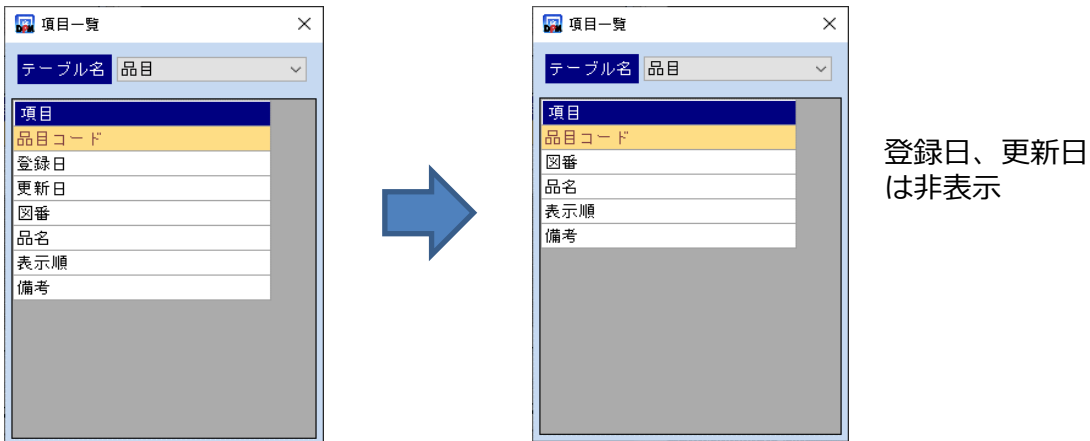 項目一覧
テーブル名 品目
項目
品目コード
登録日
更新日
図番
品名
表示順
備考
項目一覧
テーブル名 品目
項目
品目コード
図番
品名
表示順
備考
登録日、更新日
は非表示